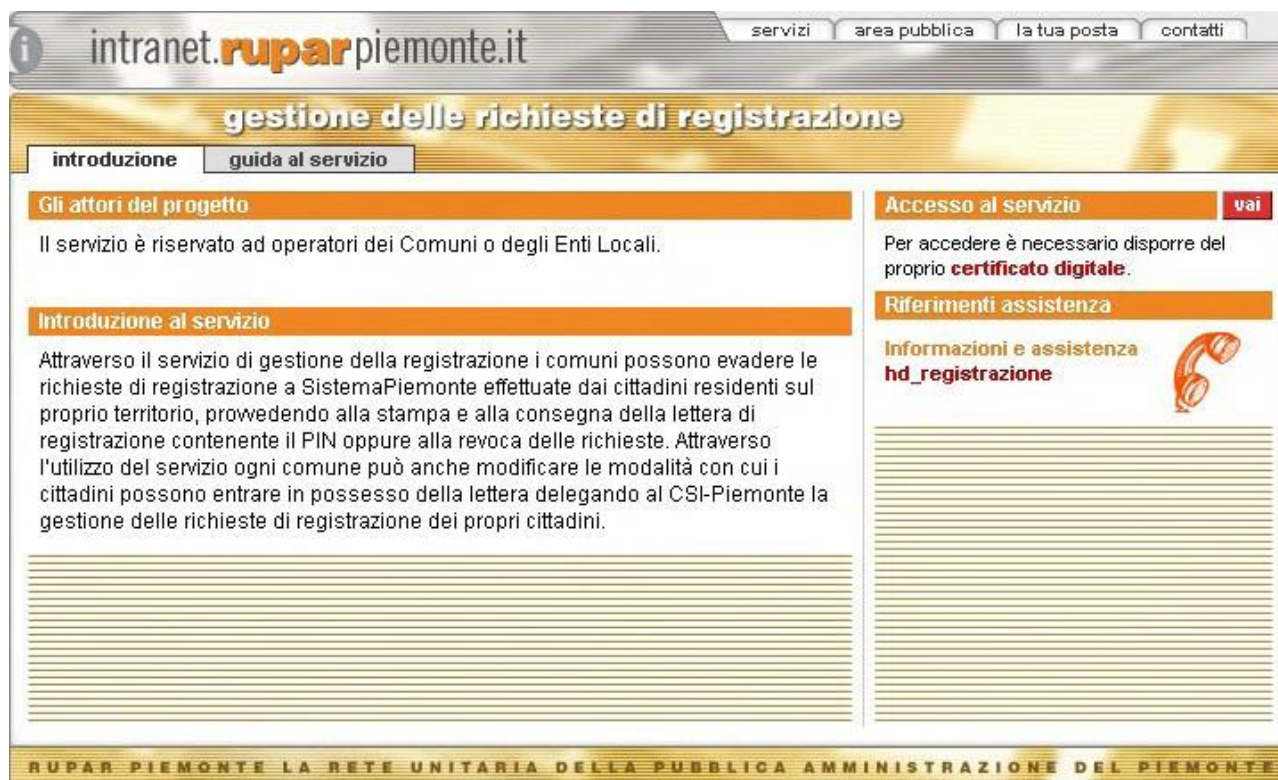 intranet.ruparpiemonte.it
servizi
area pubblica
la tua posta
contatti
gestione delle richieste di registrazione
introduzione
guida al servizio
Gli attori del progetto
Il servizio è riservato ad operatori dei Comuni o degli Enti Locali.
Introduzione al servizio
Attraverso il servizio di gestione della registrazione i comuni possono evadere le
richieste di registrazione a SistemaPiemonte effettuate dai cittadini residenti sul
proprio territorio, provvedendo alla stampa e alla consegna della lettera di
registrazione contenente il PIN oppure alla revoca delle richieste. Attraverso
l'utilizzo del servizio ogni comune può anche modificare le modalità con cui i
cittadini possono entrare in possesso della lettera delegando al CSI-Piemonte la
gestione delle richieste di registrazione dei propri cittadini.
Accesso al servizio
vai
Per accedere è necessario disporre del
proprio certificato digitale.
Riferimenti assistenza
Informazioni e assistenza
hd_registrazione
RUPAR PIEMONTE LA RETE UNITARIA DELLA PUBBLICA AMMINISTRAZIONE DEL PIEMONTE